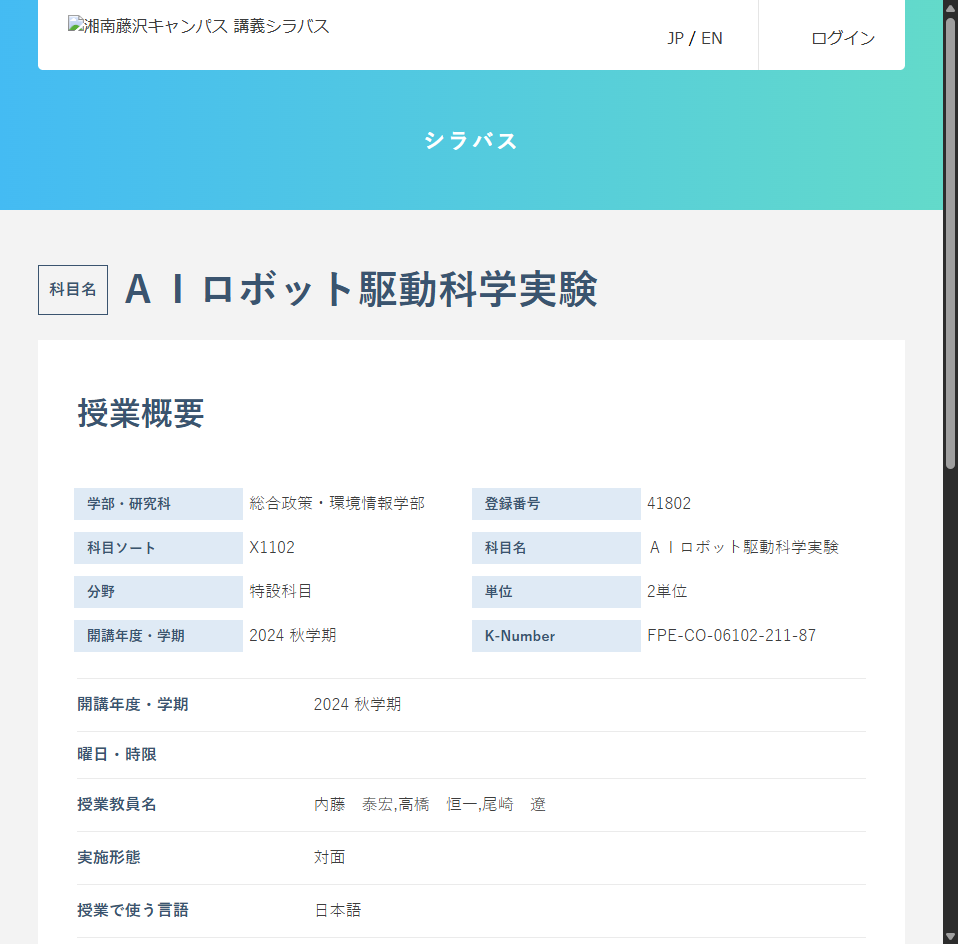 湘南藤沢キャンパス 講義シラバス
JP / EN
ログイン
シラバス
科目名
ＡＩロボット駆動科学実験
授業概要
学部・研究科 総合政策・環境情報学部
登録番号 41802
科目ソート X1102
科目名 ＡＩロボット駆動科学実験
分野 特設科目
単位 2単位
開講年度・学期 2024 秋学期
K-Number FPE-CO-06102-211-87
開講年度・学期 2024 秋学期
曜日・時限
授業教員名 内藤　泰宏,高橋　恒一,尾崎　遼
実施形態 対面
授業で使う言語 日本語